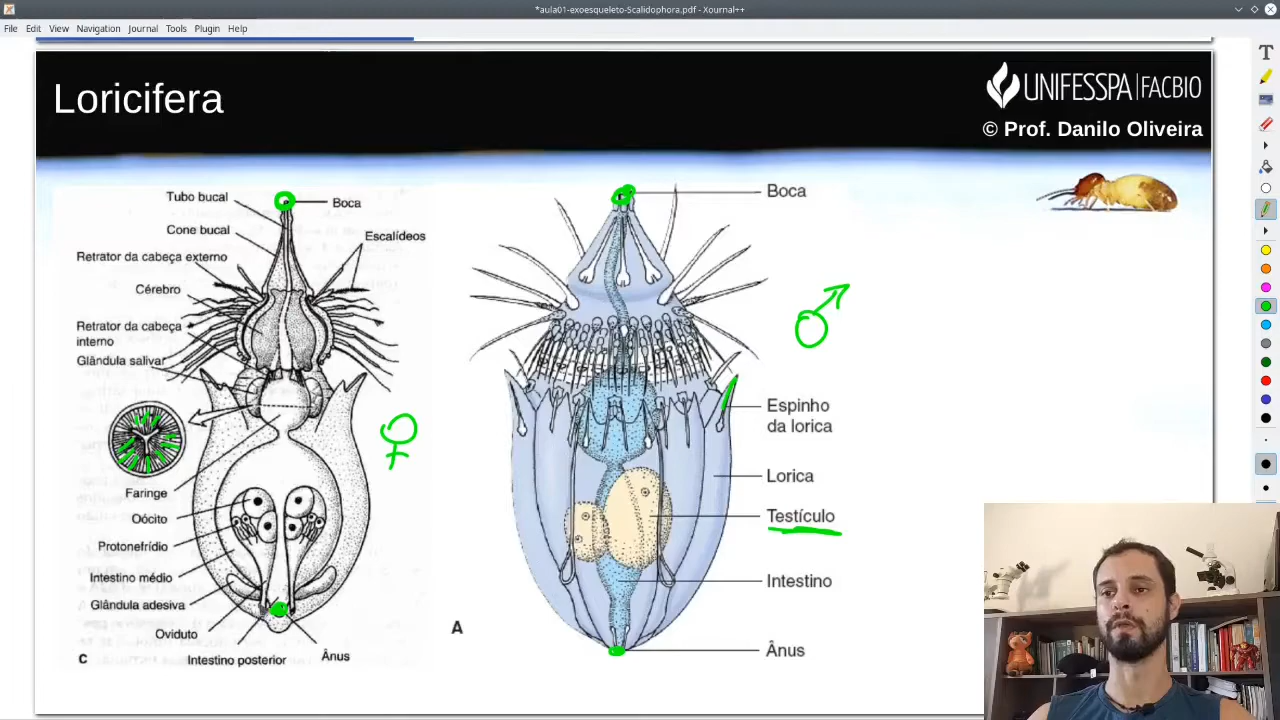 *aula01-exoesqueleto-Scalidophora.pdf - Xournal++
File Edit View Navigation Journal Tools Plugin Help
Loricifera
UNIFESSPA | FACBIO
© Prof. Danilo Oliveira
Tubo bucal
Boca
Cone bucal
Escalídeos
Retrator da cabeça externo
Cérebro
Retrator da cabeça
interno
Glândula salivar
Faringe
Oócito
Protonefrídio
Intestino médio
Glândula adesiva
Oviduto
Ânus
C
Intestino posterior
Boca
Espinho
da lorica
Lorica
Testículo
Intestino
A
Ânus
T